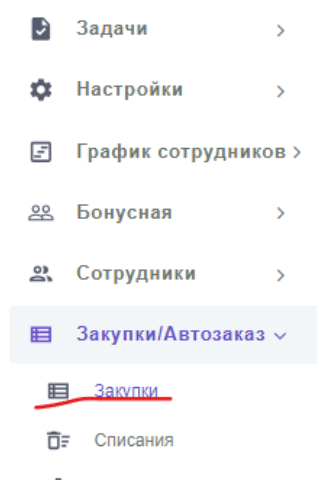 Задачи
Настройки
График сотрудников
Бонусная
Сотрудники
Закупки/Автозаказ
Закупки
Списания